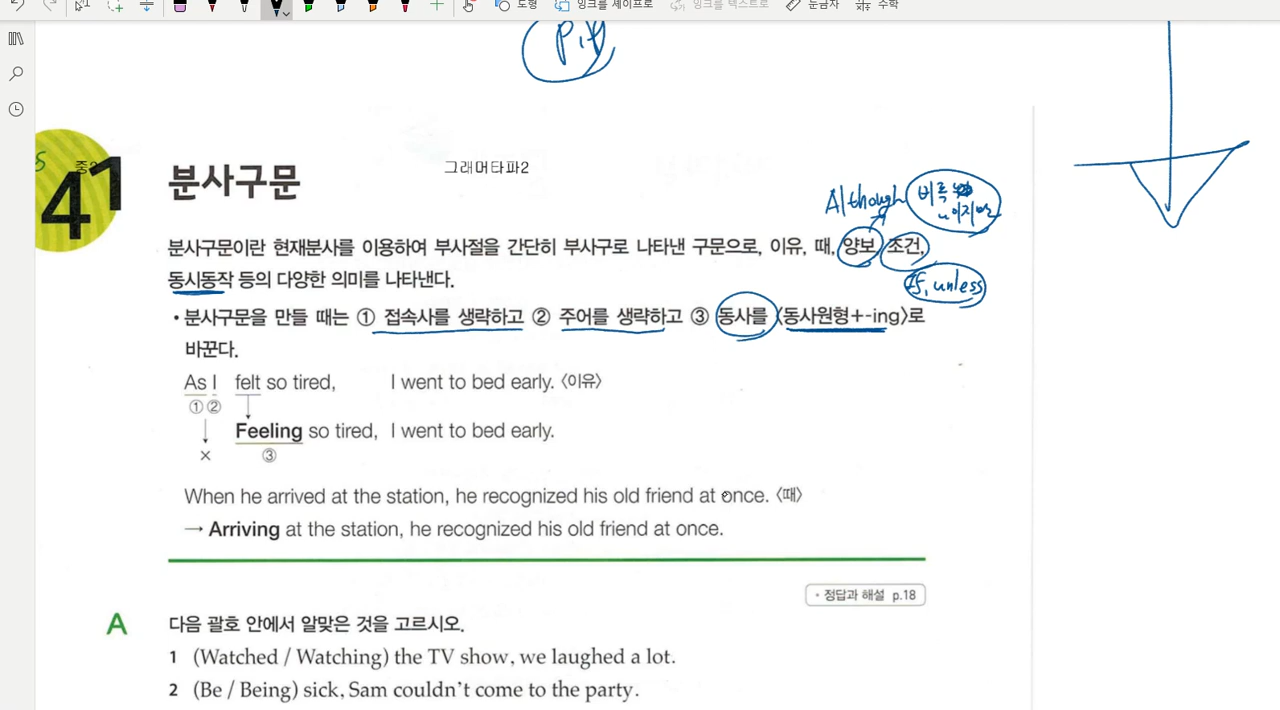 도형 잉크를 셰이프로 잉크를 텍스트로 눈금자 수학
41
분사구문
그래머타파2
Although
분사구문이란 현재분사를 이용하여 부사절을 간단히 부사구로 나타낸 구문으로, 이유, 때, 양보, 조건,
동시동작 등의 다양한 의미를 나타낸다.
If, unless
• 분사구문을 만들 때는 ① 접속사를 생략하고 ② 주어를 생략하고 ③ 동사를 〈동사원형+-ing〉로
바꾼다.
As I felt so tired, I went to bed early. 〈이유〉
① ②
Feeling so tired, I went to bed early.
× ③
When he arrived at the station, he recognized his old friend at once. 〈때〉
→ Arriving at the station, he recognized his old friend at once.
• 정답과 해설 p.18
A 다음 괄호 안에서 알맞은 것을 고르시오.
1 (Watched / Watching) the TV show, we laughed a lot.
2 (Be / Being) sick, Sam couldn't come to the party.